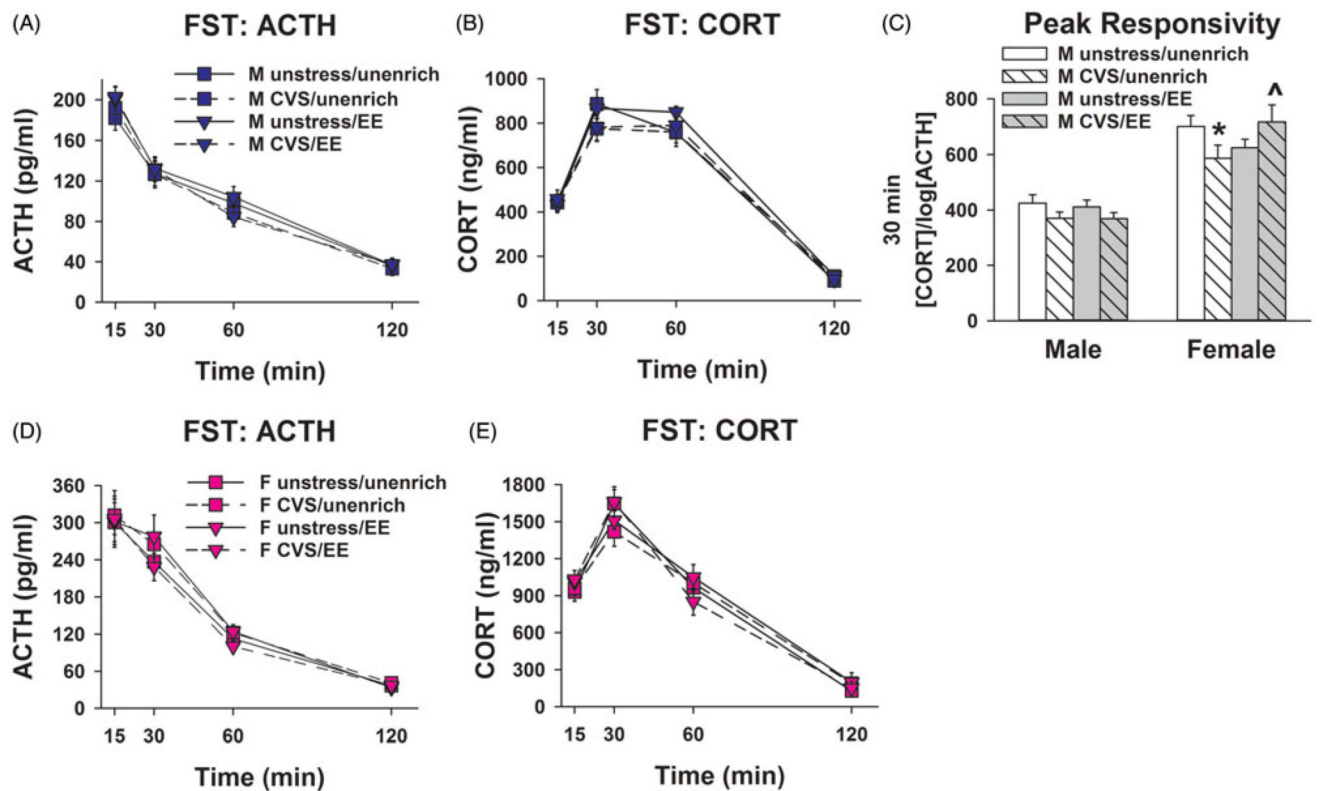 (A)
FST: ACTH
M unstress/unenrich
M CVS/unenrich
M unstress/EE
M CVS/EE
200
160
120
80
40
0
ACTH (pg/ml)
15 30 60 120
Time (min)
(B)
FST: CORT
1000
800
600
400
200
0
CORT (ng/ml)
15 30 60 120
Time (min)
(C)
Peak Responsivity
M unstress/unenrich
M CVS/unenrich
M unstress/EE
M CVS/EE
800
600
400
200
0
30 min
[CORT]/log[ACTH]
* ^
Male Female
(D)
FST: ACTH
F unstress/unenrich
F CVS/unenrich
F unstress/EE
F CVS/EE
360
300
240
180
120
60
0
ACTH (pg/ml)
15 30 60 120
Time (min)
(E)
FST: CORT
1800
1500
1200
900
600
300
0
CORT (ng/ml)
15 30 60 120
Time (min)